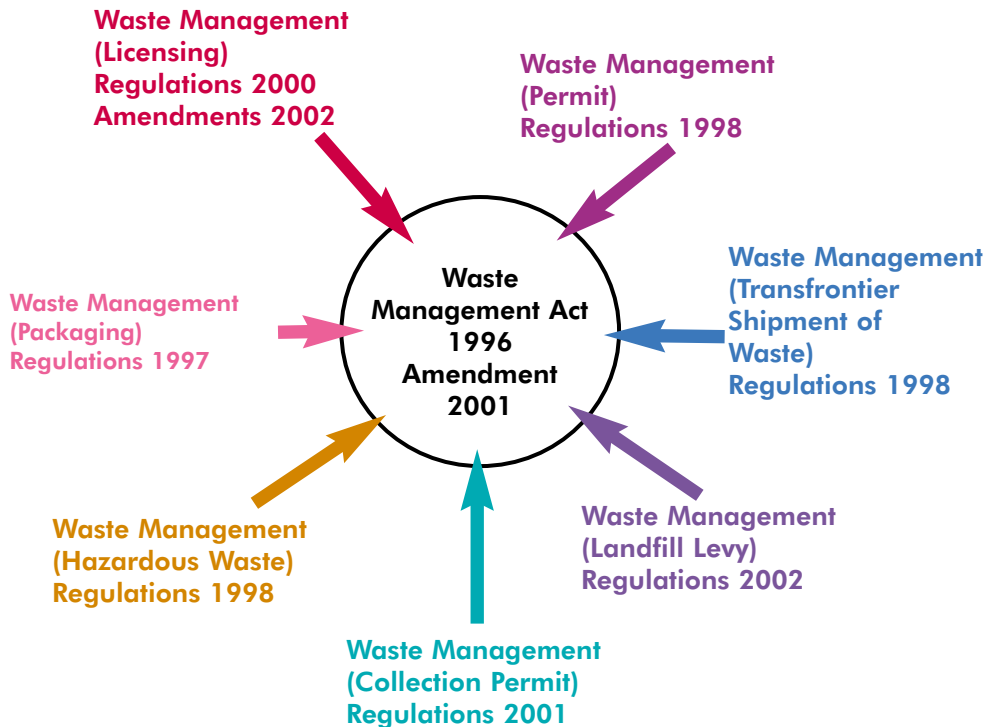 Waste Management
(Licensing)
Regulations 2000
Amendments 2002
Waste Management
(Permit)
Regulations 1998
Waste Management
(Transfrontier
Shipment of
Waste)
Regulations 1998
Waste
Management Act
1996
Amendment
2001
Waste Management
(Packaging)
Regulations 1997
Waste Management
(Hazardous Waste)
Regulations 1998
Waste Management
(Landfill Levy)
Regulations 2002
Waste Management
(Collection Permit)
Regulations 2001